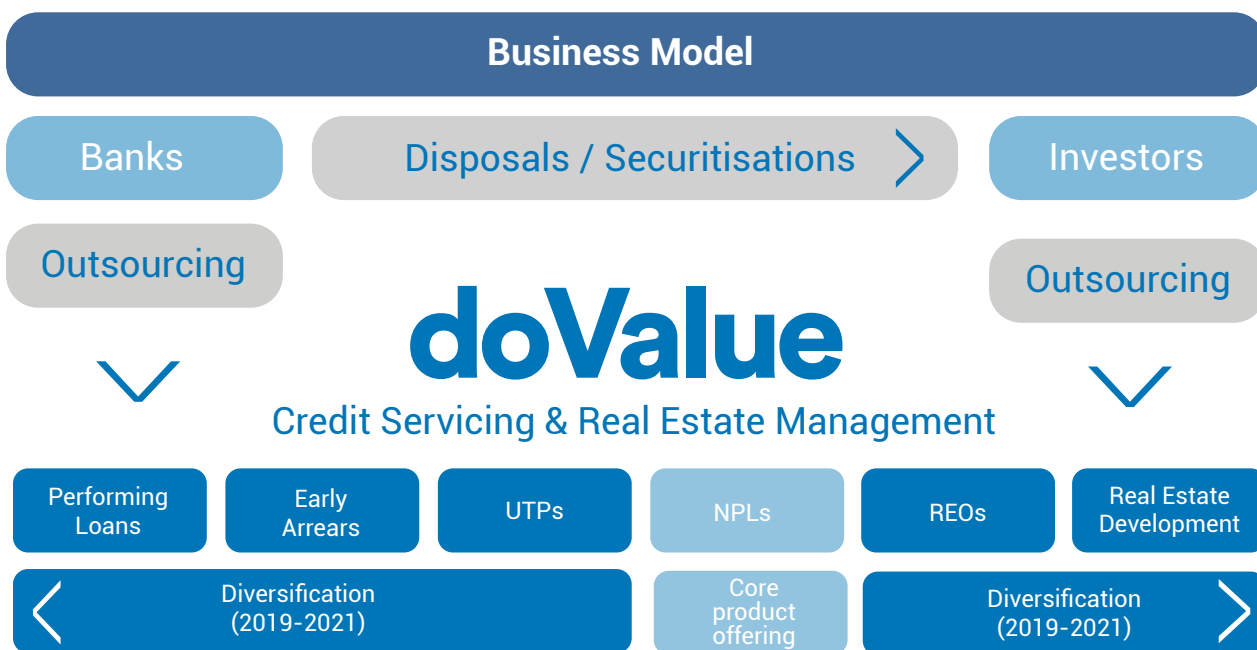 Business Model
Banks
Disposals / Securitisations
Investors
Outsourcing
Outsourcing
doValue
Credit Servicing & Real Estate Management
Performing
Loans
Early
Arrears
UTPs
NPLs
REOs
Real Estate
Development
Diversification
(2019-2021)
Core
product
offering
Diversification
(2019-2021)